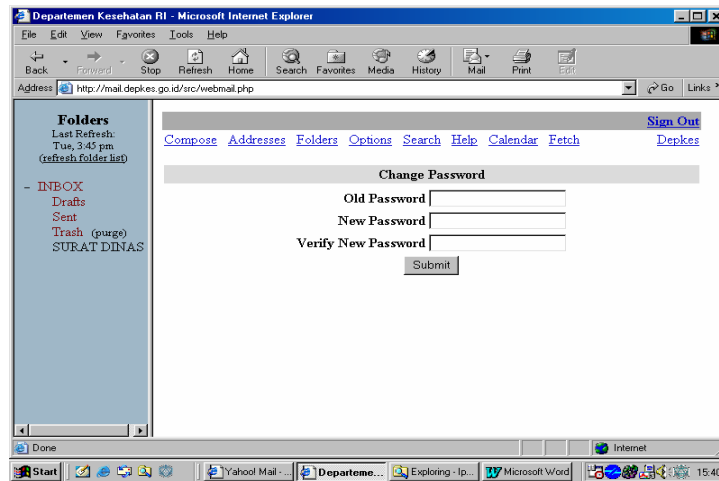 Departemen Kesehatan RI - Microsoft Internet Explorer
File Edit View Favorites Tools Help
Back Forward Stop Refresh Home Search Favorites Media History Mail Print Edit
Address http://mail.depkes.go.id/src/webmail.php Go Links »
Folders
Last Refresh:
Tue, 3:45 pm
(refresh folder list)
- INBOX
Drafts
Sent
Trash (purge)
SURAT DINAS
Sign Out
Compose Addresses Folders Options Search Help Calendar Fetch Depkes
Change Password
Old Password
New Password
Verify New Password
Submit
Done Internet
Start Yahoo! Mail - ... Departeme... Exploring - Ip... Microsoft Word 15:40